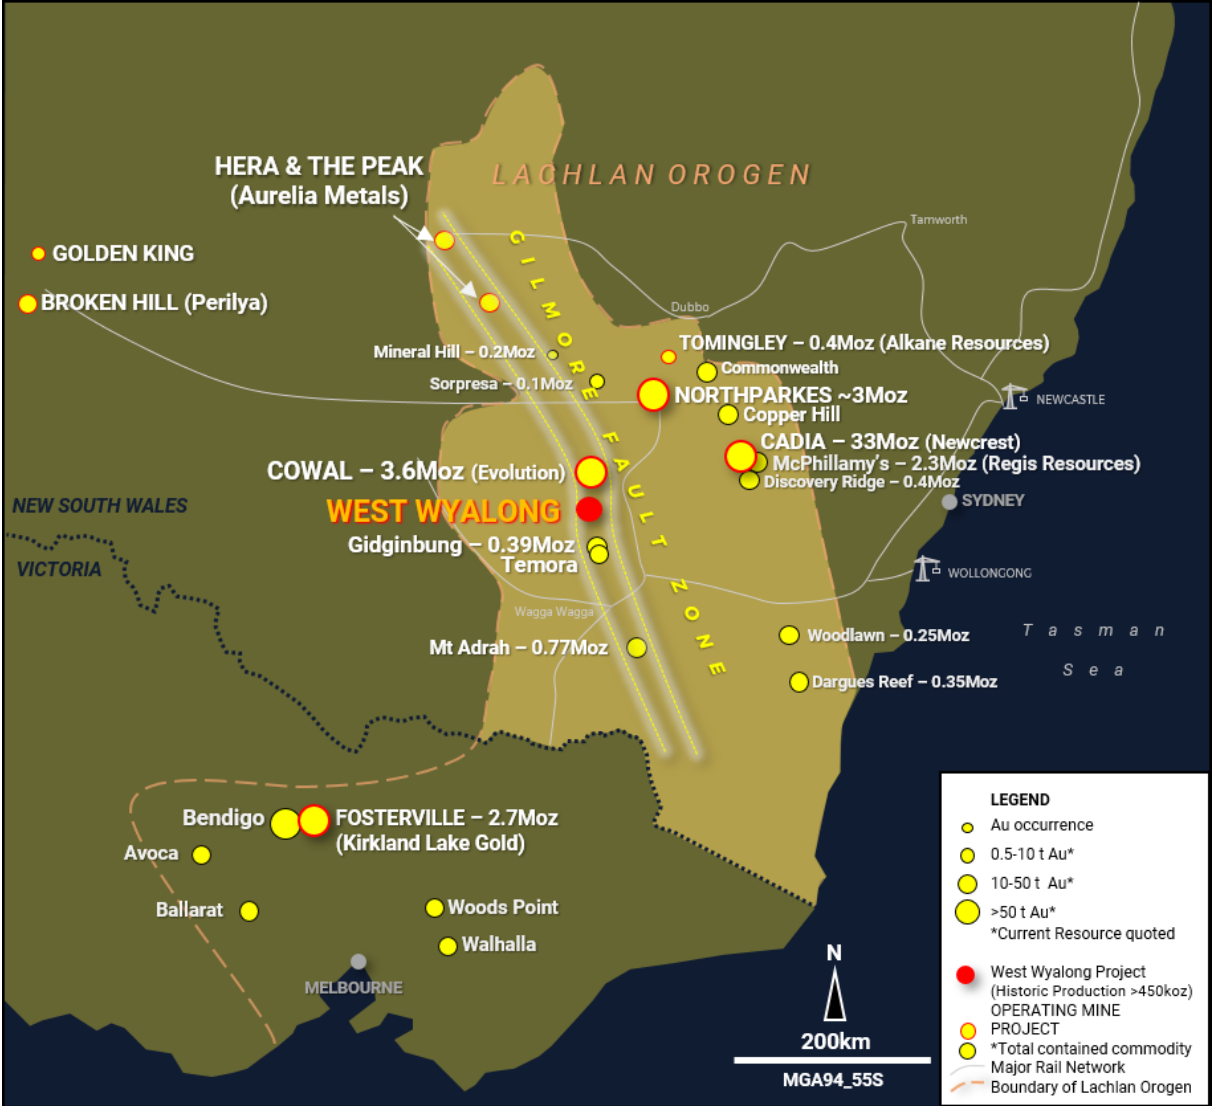 LACHLAN OROGEN
HERA & THE PEAK
(Aurelia Metals)
GILMORE FAULT ZONE
Tamworth
GOLDEN KING
BROKEN HILL (Perilya)
Dubbo
Mineral Hill – 0.2Moz
TOMINGLEY – 0.4Moz (Alkane Resources)
Commonwealth
Sorpresa – 0.1Moz
NORTHPARKES ~3Moz
NEWCASTLE
Copper Hill
CADIA – 33Moz (Newcrest)
McPhillamy's – 2.3Moz (Regis Resources)
COWAL – 3.6Moz (Evolution)
Discovery Ridge – 0.4Moz
SYDNEY
NEW SOUTH WALES
WEST WYALONG
Gidginbung – 0.39Moz
Temora
VICTORIA
WOLLONGONG
Wagga Wagga
Tasman
Sea
Woodlawn – 0.25Moz
Mt Adrah – 0.77Moz
Dargues Reef – 0.35Moz
Bendigo
FOSTERVILLE – 2.7Moz
(Kirkland Lake Gold)
Avoca
Ballarat
Woods Point
Walhalla
MELBOURNE
N
200km
MGA94_55S
LEGEND
Au occurrence
0.5-10 t Au*
10-50 t Au*
>50 t Au*
*Current Resource quoted
West Wyalong Project
(Historic Production >450koz)
OPERATING MINE
PROJECT
*Total contained commodity
Major Rail Network
Boundary of Lachlan Orogen